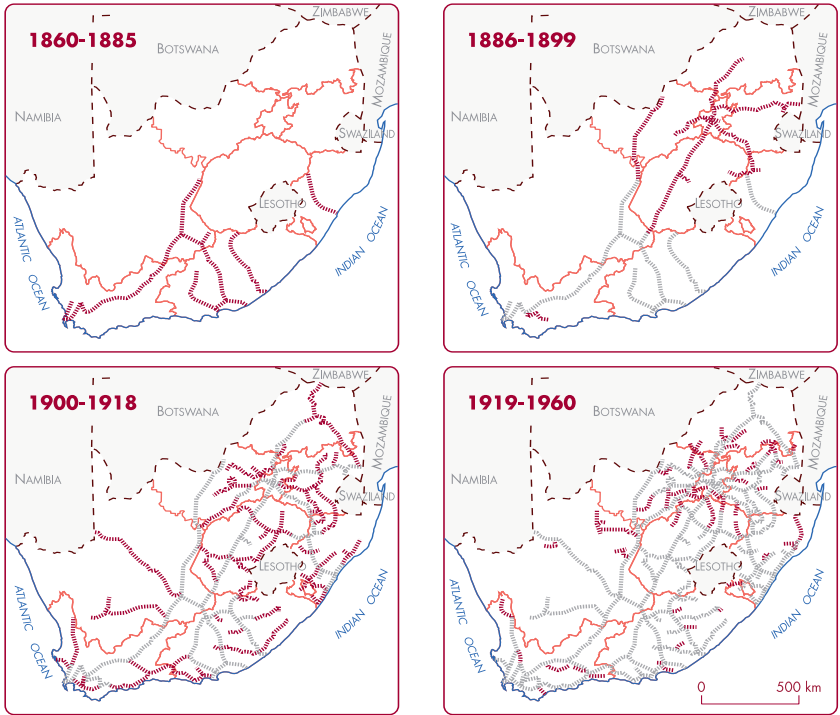 1860-1885
ZIMBABWE
BOTSWANA
MOZAMBIQUE
NAMIBIA
SWAZILAND
LESOTHO
ATLANTIC OCEAN
INDIAN OCEAN
1886-1899
ZIMBABWE
BOTSWANA
MOZAMBIQUE
NAMIBIA
SWAZILAND
LESOTHO
ATLANTIC OCEAN
INDIAN OCEAN
1900-1918
ZIMBABWE
BOTSWANA
MOZAMBIQUE
NAMIBIA
SWAZILAND
LESOTHO
ATLANTIC OCEAN
INDIAN OCEAN
1919-1960
ZIMBABWE
BOTSWANA
MOZAMBIQUE
NAMIBIA
SWAZILAND
LESOTHO
ATLANTIC OCEAN
INDIAN OCEAN
0 500 km